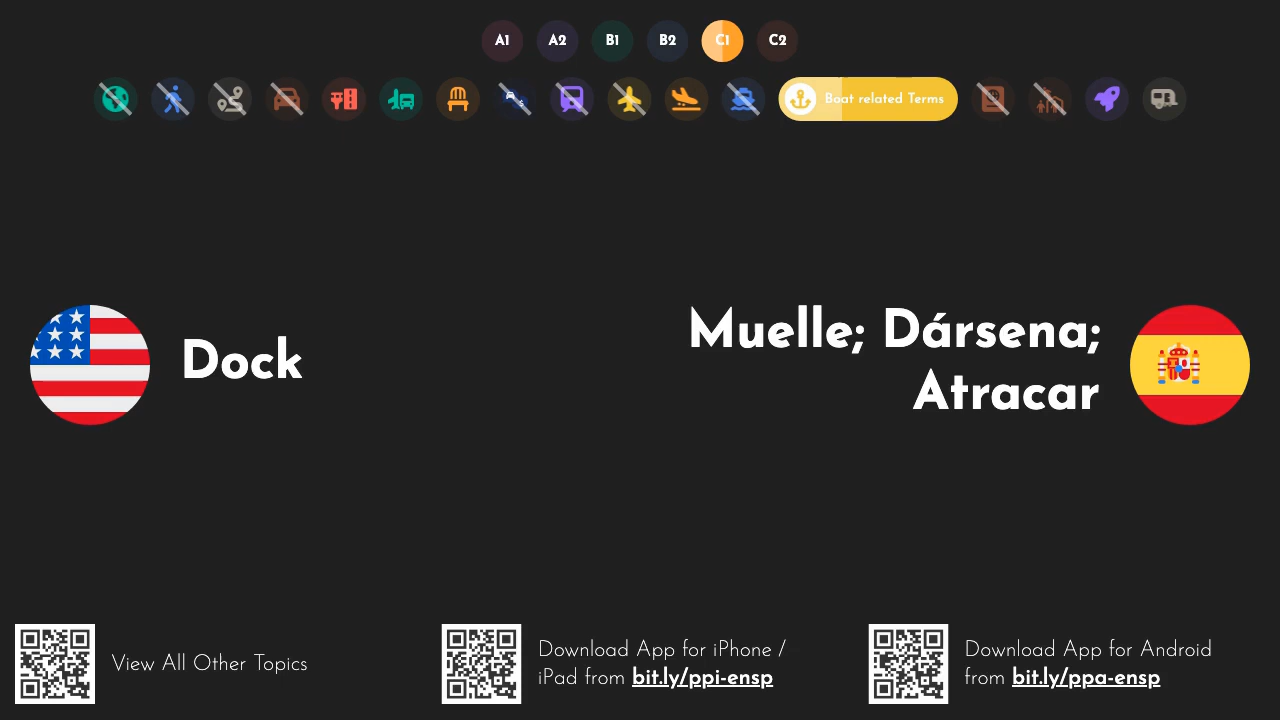 A1 A2 B1 B2 C1 C2
Boat related Terms
Dock
Muelle; Dársena;
Atracar
View All Other Topics
Download App for iPhone /
iPad from bit.ly/ppi-ensp
Download App for Android
from bit.ly/ppa-ensp